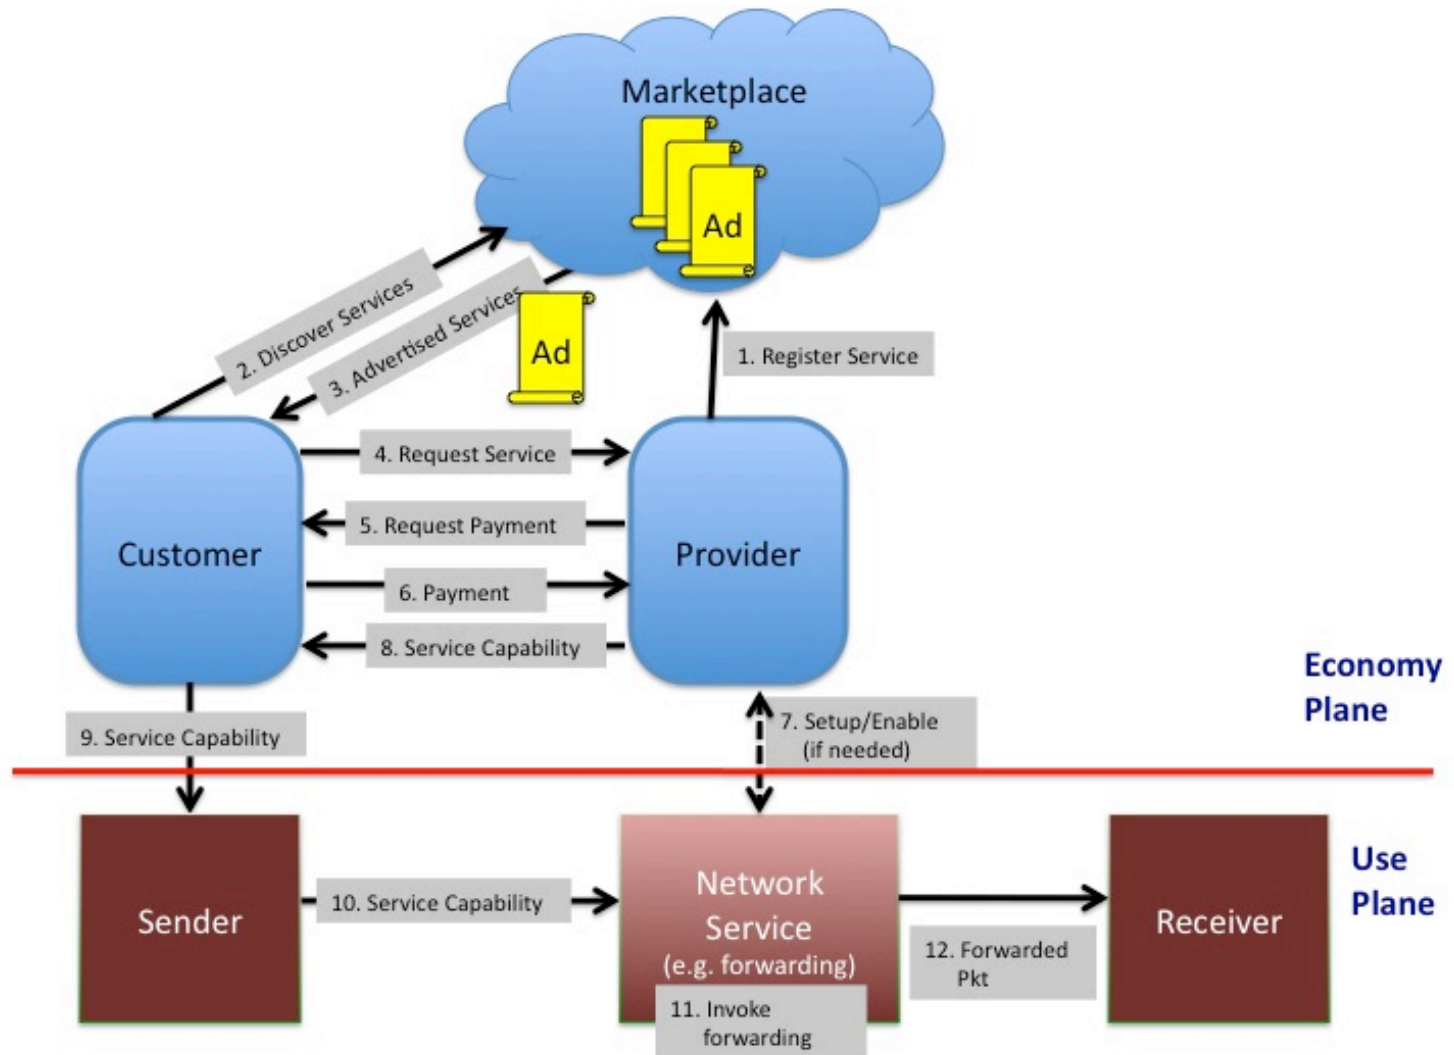 Marketplace
Ad
2. Discover Services
3. Advertised Services
Ad
1. Register Service
4. Request Service
5. Request Payment
Customer
Provider
6. Payment
8. Service Capability
Economy
Plane
9. Service Capability
7. Setup/Enable
(if needed)
Use
Plane
Sender
10. Service Capability
Network
Service
(e.g. forwarding)
11. Invoke
forwarding
12. Forwarded
Pkt
Receiver